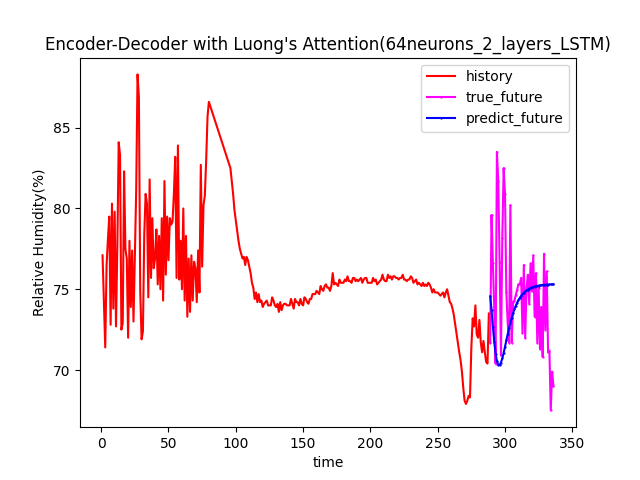 Encoder-Decoder with Luong's Attention(64neurons_2_layers_LSTM)
history
true_future
predict_future
Relative Humidity(%)
85
80
75
70
0 50 100 150 200 250 300 350
time